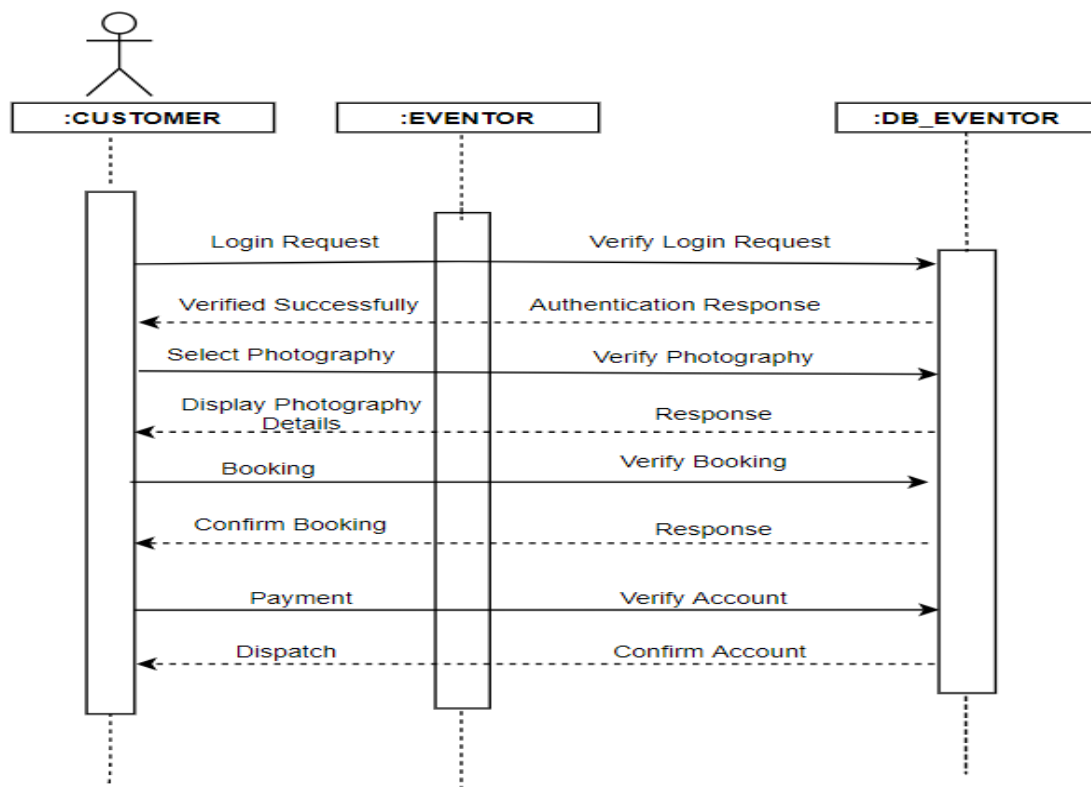 :CUSTOMER
:EVENTOR
:DB_EVENTOR
Login Request
Verify Login Request
Verified Successfully
Authentication Response
Select Photography
Verify Photography
Display Photography
Details
Response
Booking
Verify Booking
Confirm Booking
Response
Payment
Verify Account
Dispatch
Confirm Account